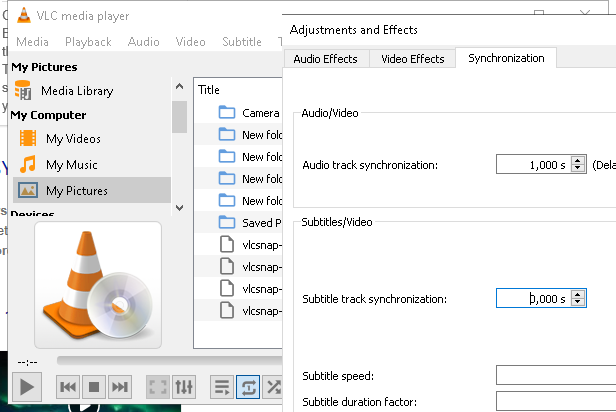 VLC media player
Media Playback Audio Video Subtitle
My Pictures
Media Library
My Computer
My Videos
My Music
My Pictures
Devices
Title
Camera
New fold
New fold
New fold
New fold
Saved P
vlcsnap-
vlcsnap-
vlcsnap-
vlcsnap-
--:--
Adjustments and Effects
Audio Effects Video Effects Synchronization
Audio/Video
Audio track synchronization: 1,000 s (Dela
Subtitles/Video
Subtitle track synchronization: 0,000 s
Subtitle speed:
Subtitle duration factor: